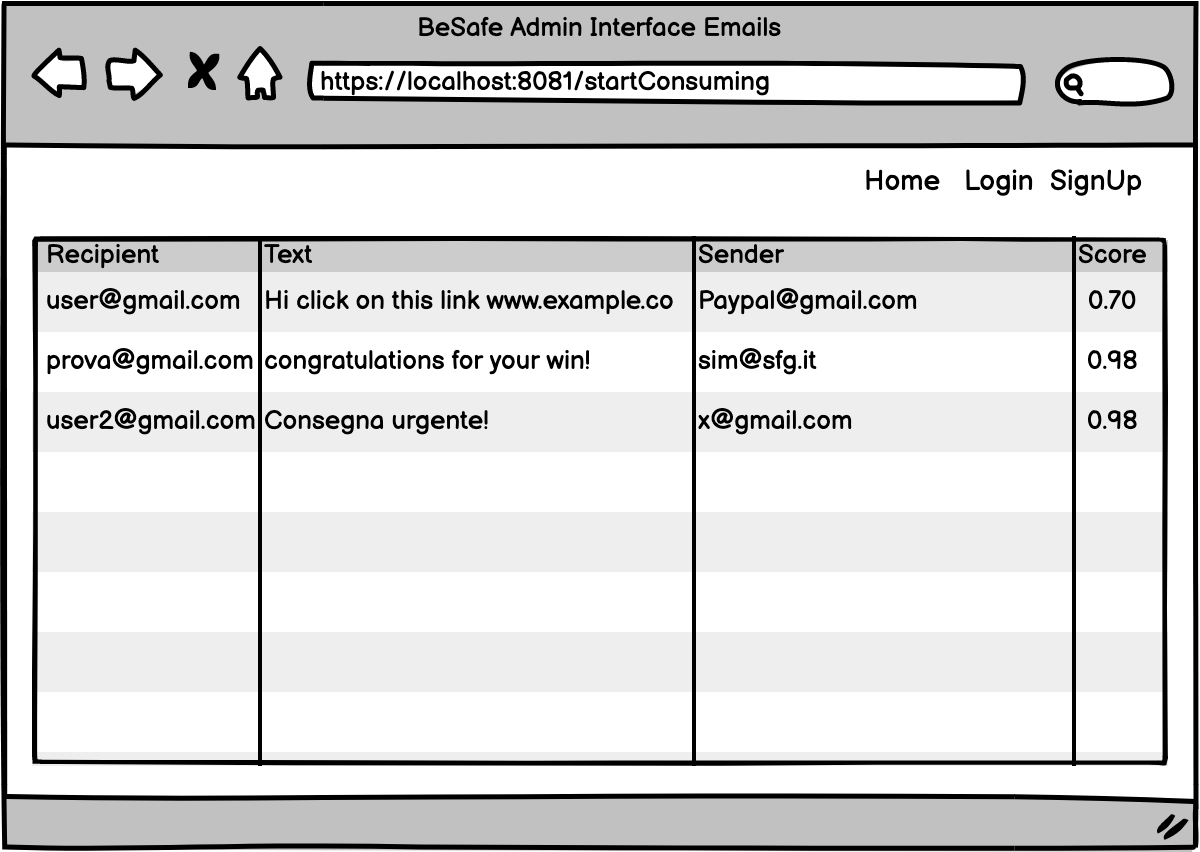 BeSafe Admin Interface Emails
https://localhost:8081/startConsuming
Home Login SignUp
Recipient Text Sender Score
user@gmail.com Hi click on this link www.example.co Paypal@gmail.com 0.70
prova@gmail.com congratulations for your win! sim@sfg.it 0.98
user2@gmail.com Consegna urgente! x@gmail.com 0.98